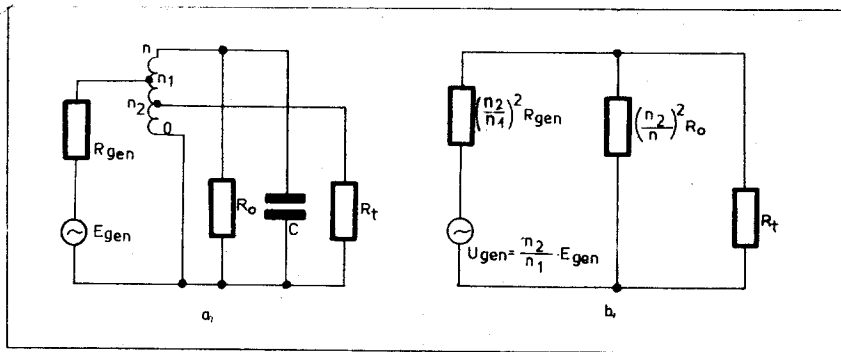 n
n1
n2
0
Rgen
Egen
Ro
C
Rt
a,
(n2/n1)² Rgen
(n2/n)² Ro
Rt
Ugen = n2/n1 · Egen
b,